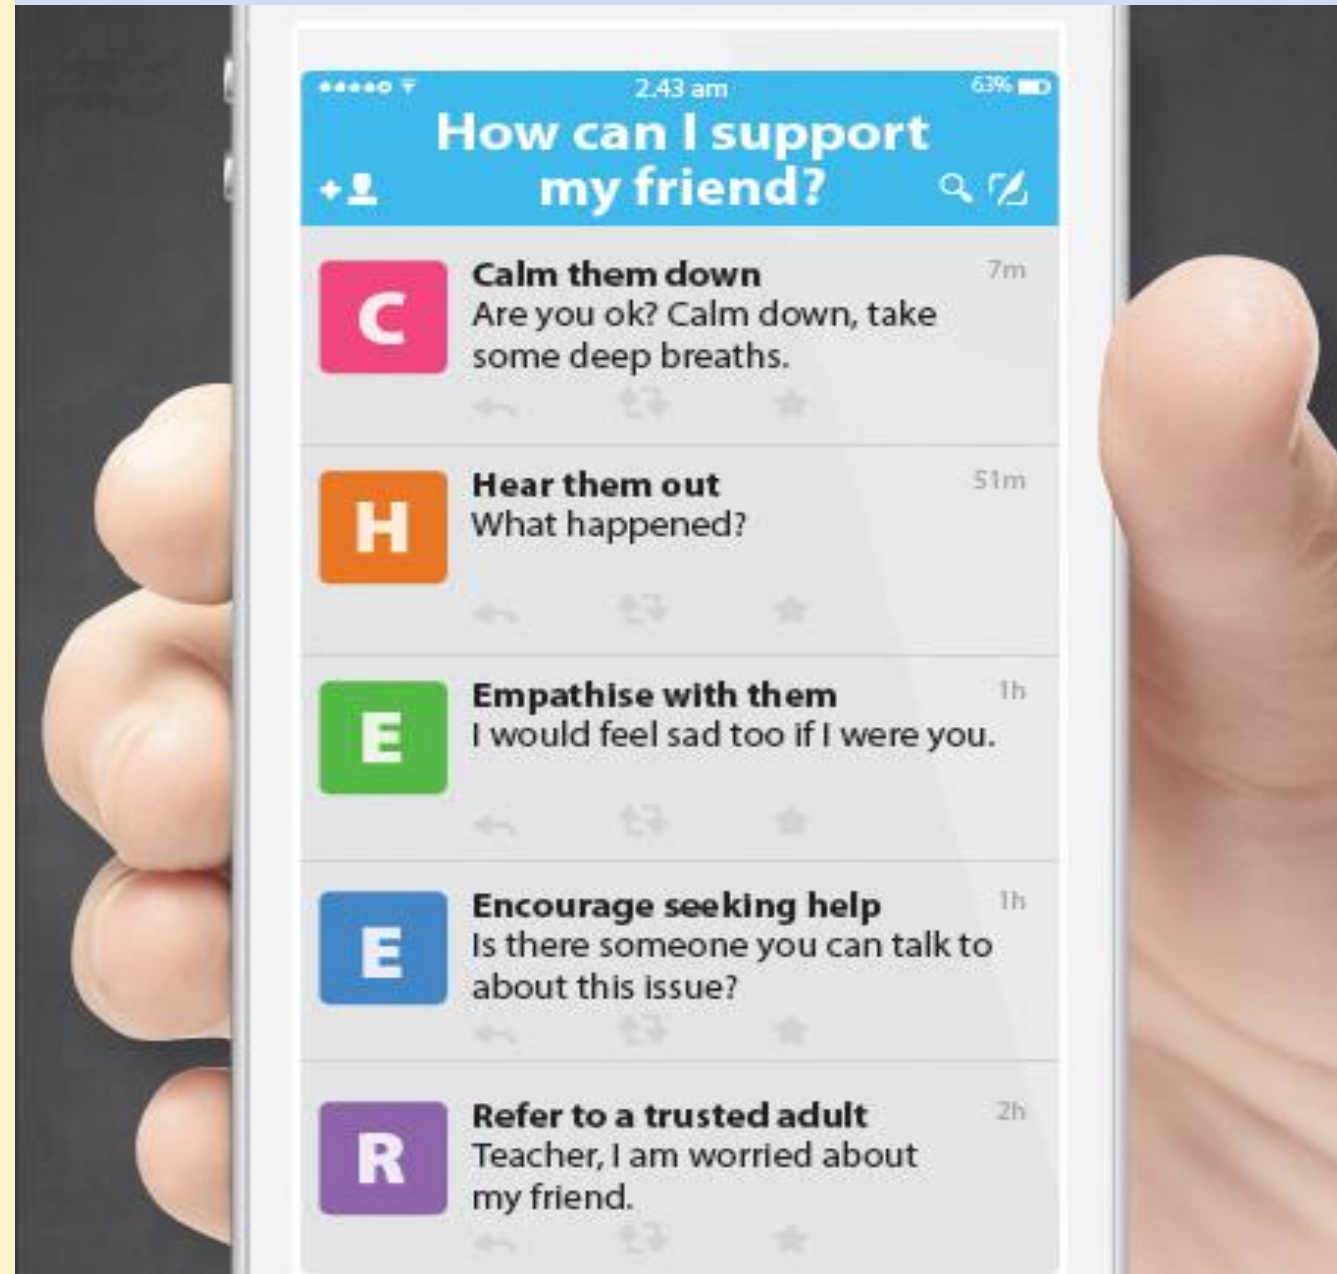 2.43 am
63%
How can I support
my friend?
C
Calm them down
7m
Are you ok? Calm down, take
some deep breaths.
H
Hear them out
51m
What happened?
E
Empathise with them
1h
I would feel sad too if I were you.
E
Encourage seeking help
1h
Is there someone you can talk to
about this issue?
R
Refer to a trusted adult
2h
Teacher, I am worried about
my friend.